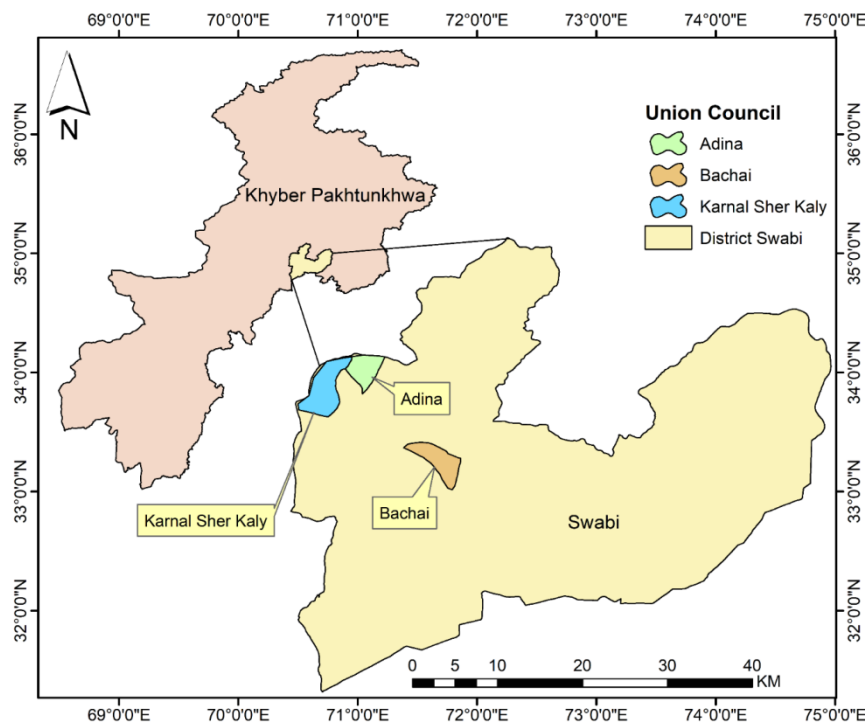 69°0'0"E 70°0'0"E 71°0'0"E 72°0'0"E 73°0'0"E 74°0'0"E 75°0'0"E
36°0'0"N
35°0'0"N
34°0'0"N
33°0'0"N
32°0'0"N
N
Khyber Pakhtunkhwa
Union Council
Adina
Bachai
Karnal Sher Kaly
District Swabi
Adina
Karnal Sher Kaly
Bachai
Swabi
0 5 10 20 30 40
KM
36°0'0"N
35°0'0"N
34°0'0"N
33°0'0"N
32°0'0"N
69°0'0"E 70°0'0"E 71°0'0"E 72°0'0"E 73°0'0"E 74°0'0"E 75°0'0"E